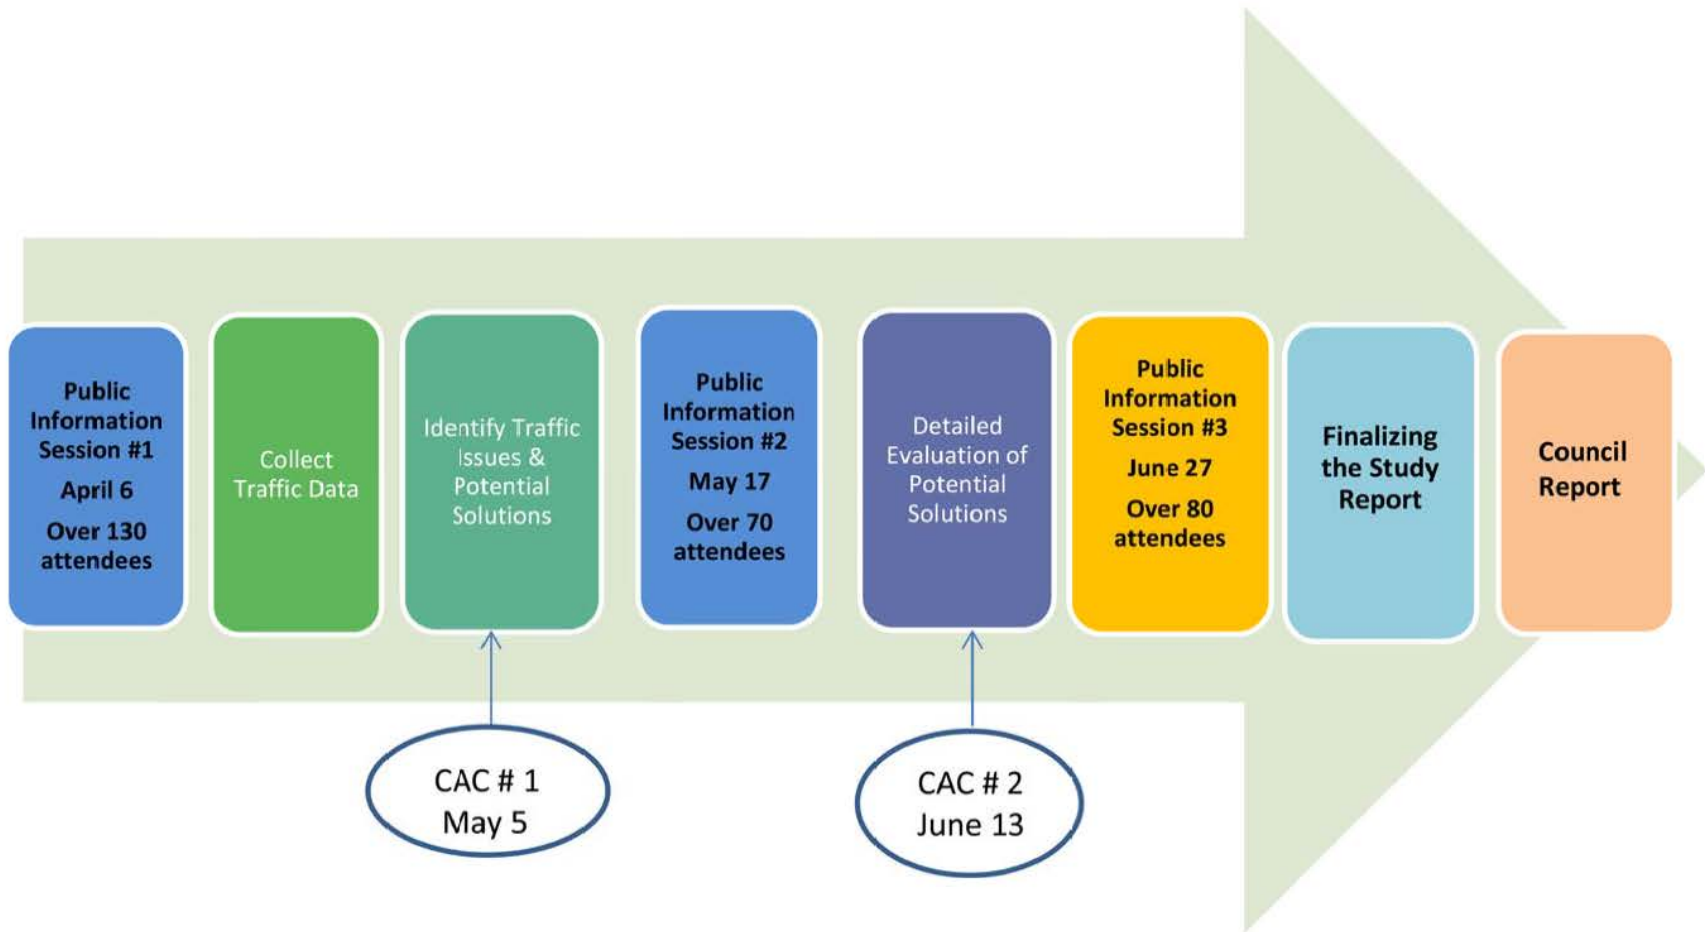 Public
Information
Session #1
April 6
Over 130
attendees
Collect
Traffic Data
Identify Traffic
Issues &
Potential
Solutions
Public
Information
Session #2
May 17
Over 70
attendees
Detailed
Evaluation of
Potential
Solutions
Public
Information
Session #3
June 27
Over 80
attendees
Finalizing
the Study
Report
Council
Report
CAC # 1
May 5
CAC # 2
June 13